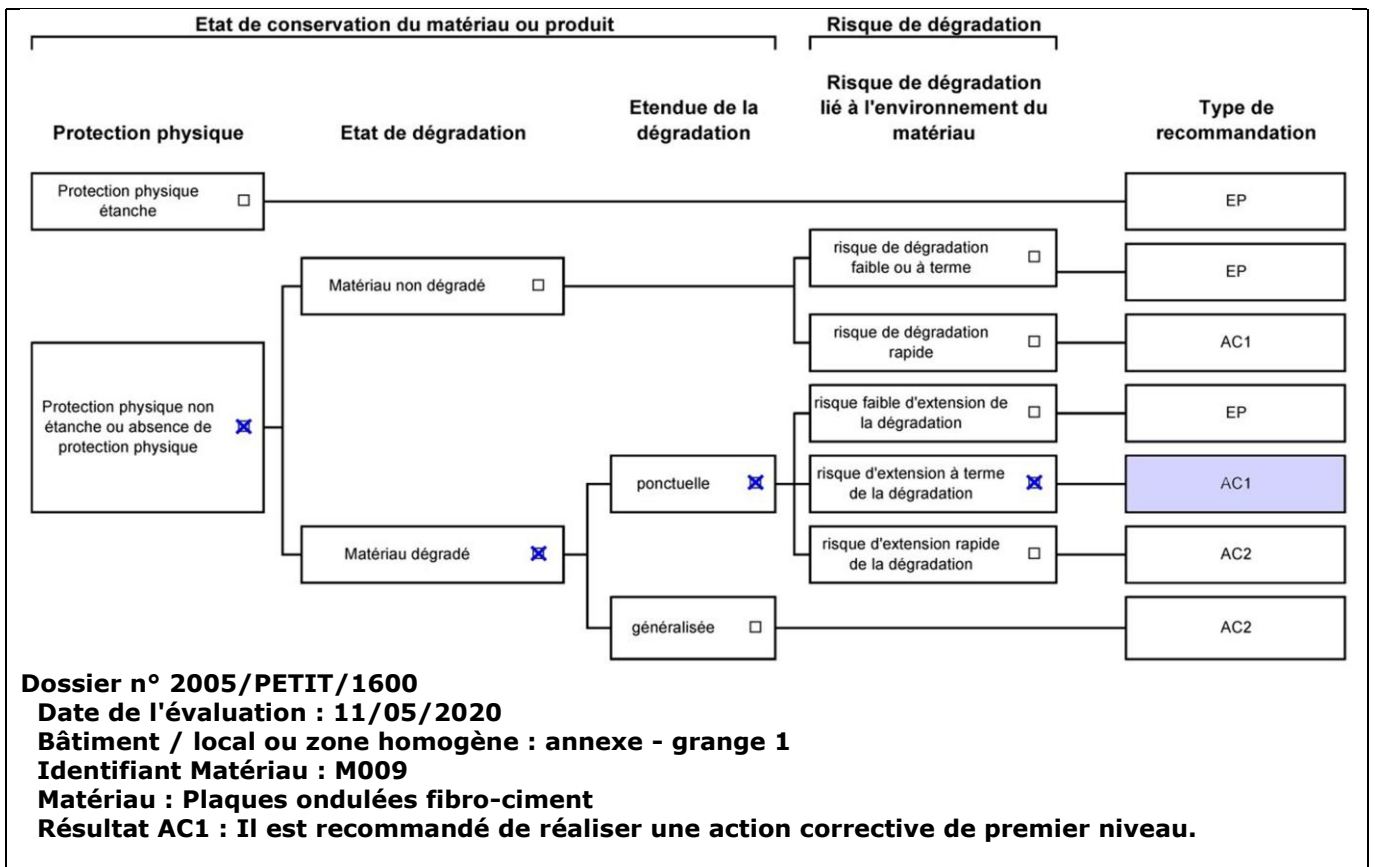 Etat de conservation du matériau ou produit
Risque de dégradation
Protection physique
Etat de dégradation
Etendue de la
dégradation
Risque de dégradation
lié à l'environnement du
matériau
Type de
recommandation
Protection physique
étanche
EP
Matériau non dégradé
risque de dégradation
faible ou à terme
EP
risque de dégradation
rapide
AC1
Protection physique non
étanche ou absence de
protection physique
risque faible d'extension de
la dégradation
EP
ponctuelle
risque d'extension à terme
de la dégradation
AC1
Matériau dégradé
risque d'extension rapide
de la dégradation
AC2
généralisée
AC2
Dossier n° 2005/PETIT/1600
Date de l'évaluation : 11/05/2020
Bâtiment / local ou zone homogène : annexe - grange 1
Identifiant Matériau : M009
Matériau : Plaques ondulées fibro-ciment
Résultat AC1 : Il est recommandé de réaliser une action corrective de premier niveau.